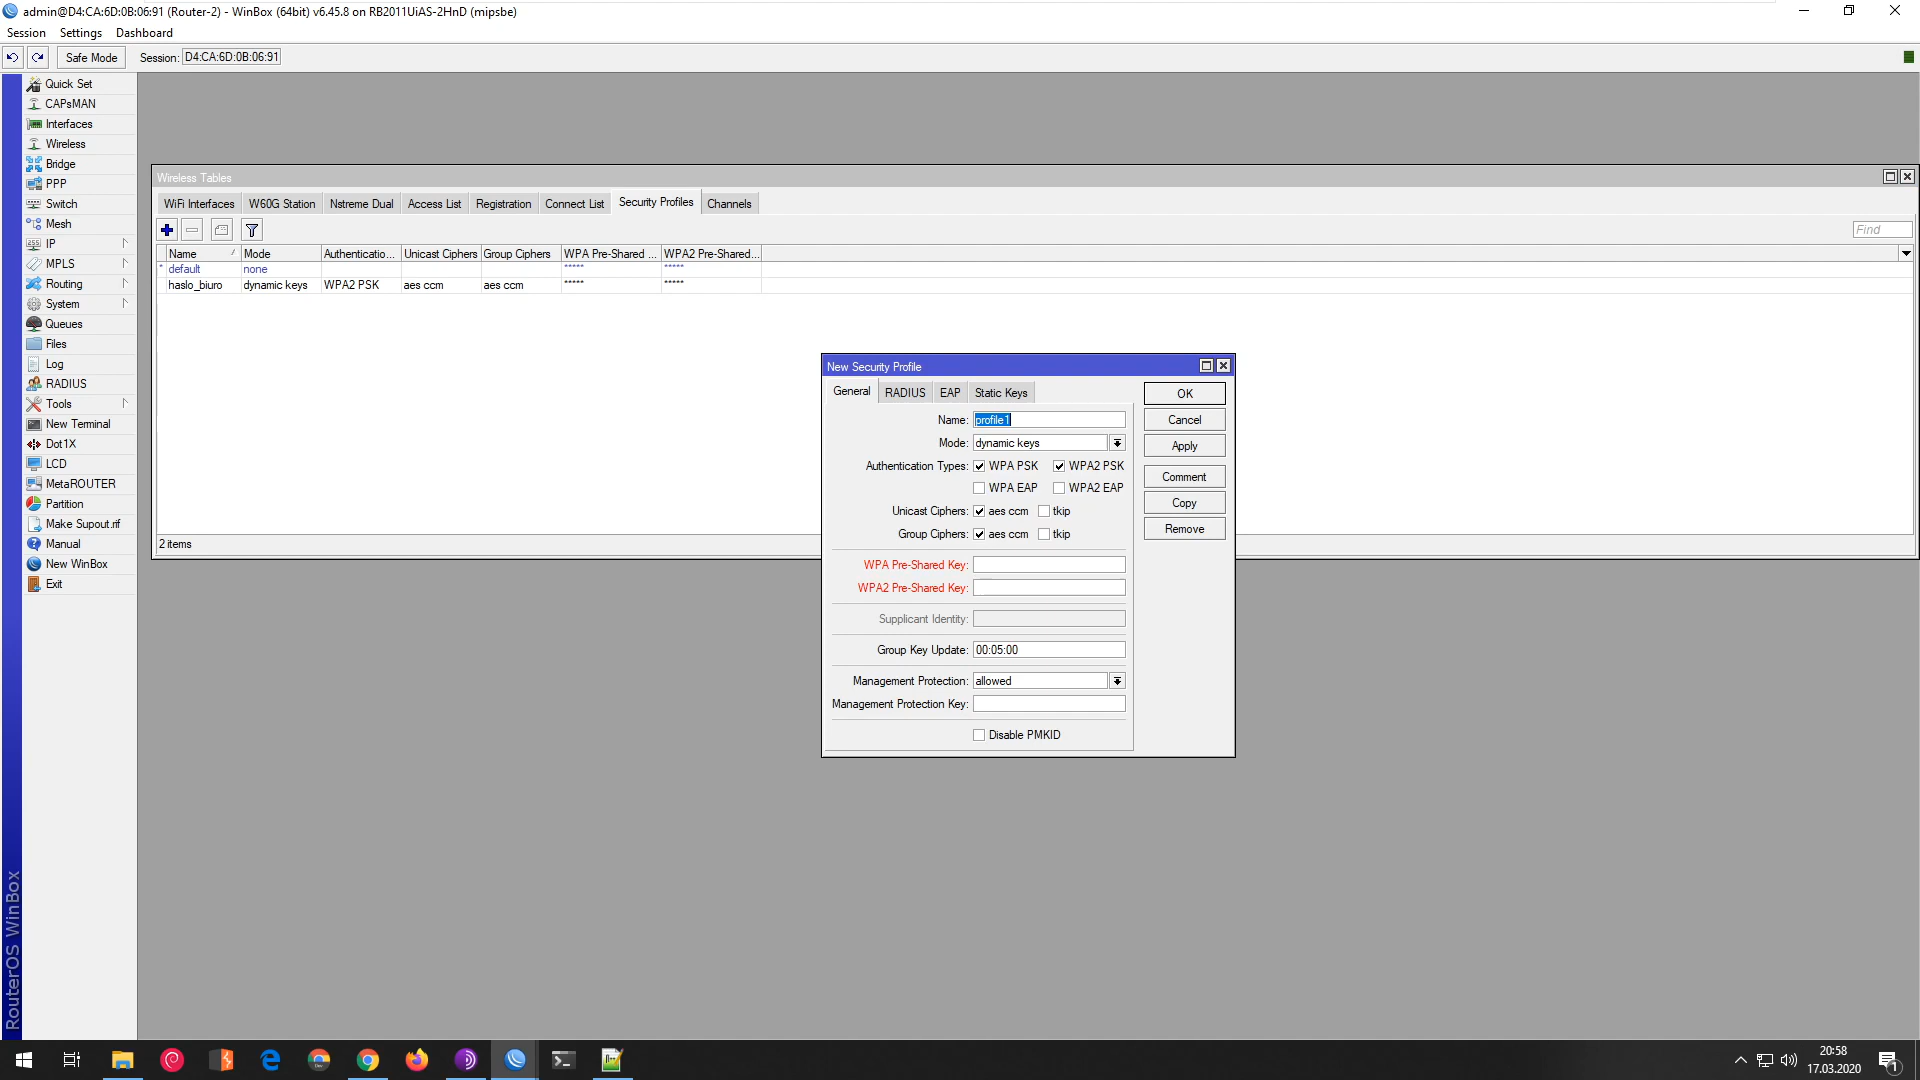 admin@D4:CA:6D:0B:06:91 (Router-2) - WinBox (64bit) v6.45.8 on RB2011UiAS-2HnD (mipsbe)
Session Settings Dashboard
Safe Mode Session: D4:CA:6D:0B:06:91
Quick Set
CAPsMAN
Interfaces
Wireless
Bridge
PPP
Switch
Mesh
IP
MPLS
Routing
System
Queues
Files
Log
RADIUS
Tools
New Terminal
Dot1X
LCD
MetaROUTER
Partition
Make Supout.rif
Manual
New WinBox
Exit
RouterOS WinBox
Wireless Tables
WiFi Interfaces W60G Station Nstreme Dual Access List Registration Connect List Security Profiles Channels
Find
Name Mode Authenticatio... Unicast Ciphers Group Ciphers WPA Pre-Shared ... WPA2 Pre-Shared...
* default none ***** *****
haslo_biuro dynamic keys WPA2 PSK aes ccm aes ccm ***** *****
2 items
New Security Profile
General RADIUS EAP Static Keys
Name: profile1
Mode: dynamic keys
Authentication Types: WPA PSK WPA2 PSK
WPA EAP WPA2 EAP
Unicast Ciphers: aes ccm tkip
Group Ciphers: aes ccm tkip
WPA Pre-Shared Key:
WPA2 Pre-Shared Key:
Supplicant Identity:
Group Key Update: 00:05:00
Management Protection: allowed
Management Protection Key:
Disable PMKID
OK
Cancel
Apply
Comment
Copy
Remove
20:58
17.03.2020
1